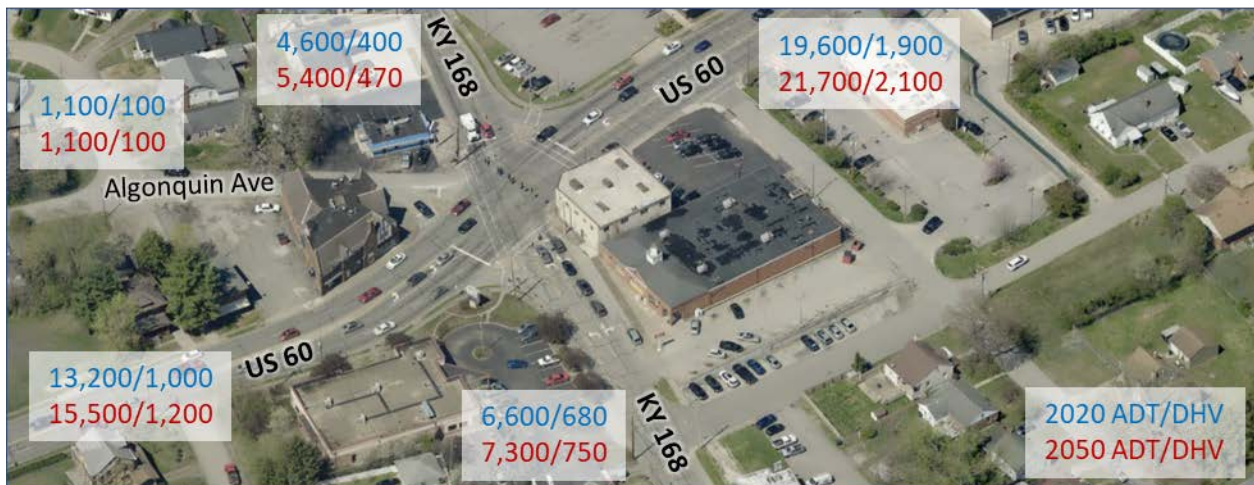 4,600/400
5,400/470
KY 168
US 60
19,600/1,900
21,700/2,100
1,100/100
1,100/100
Algonquin Ave
US 60
13,200/1,000
15,500/1,200
6,600/680
7,300/750
KY 168
2020 ADT/DHV
2050 ADT/DHV